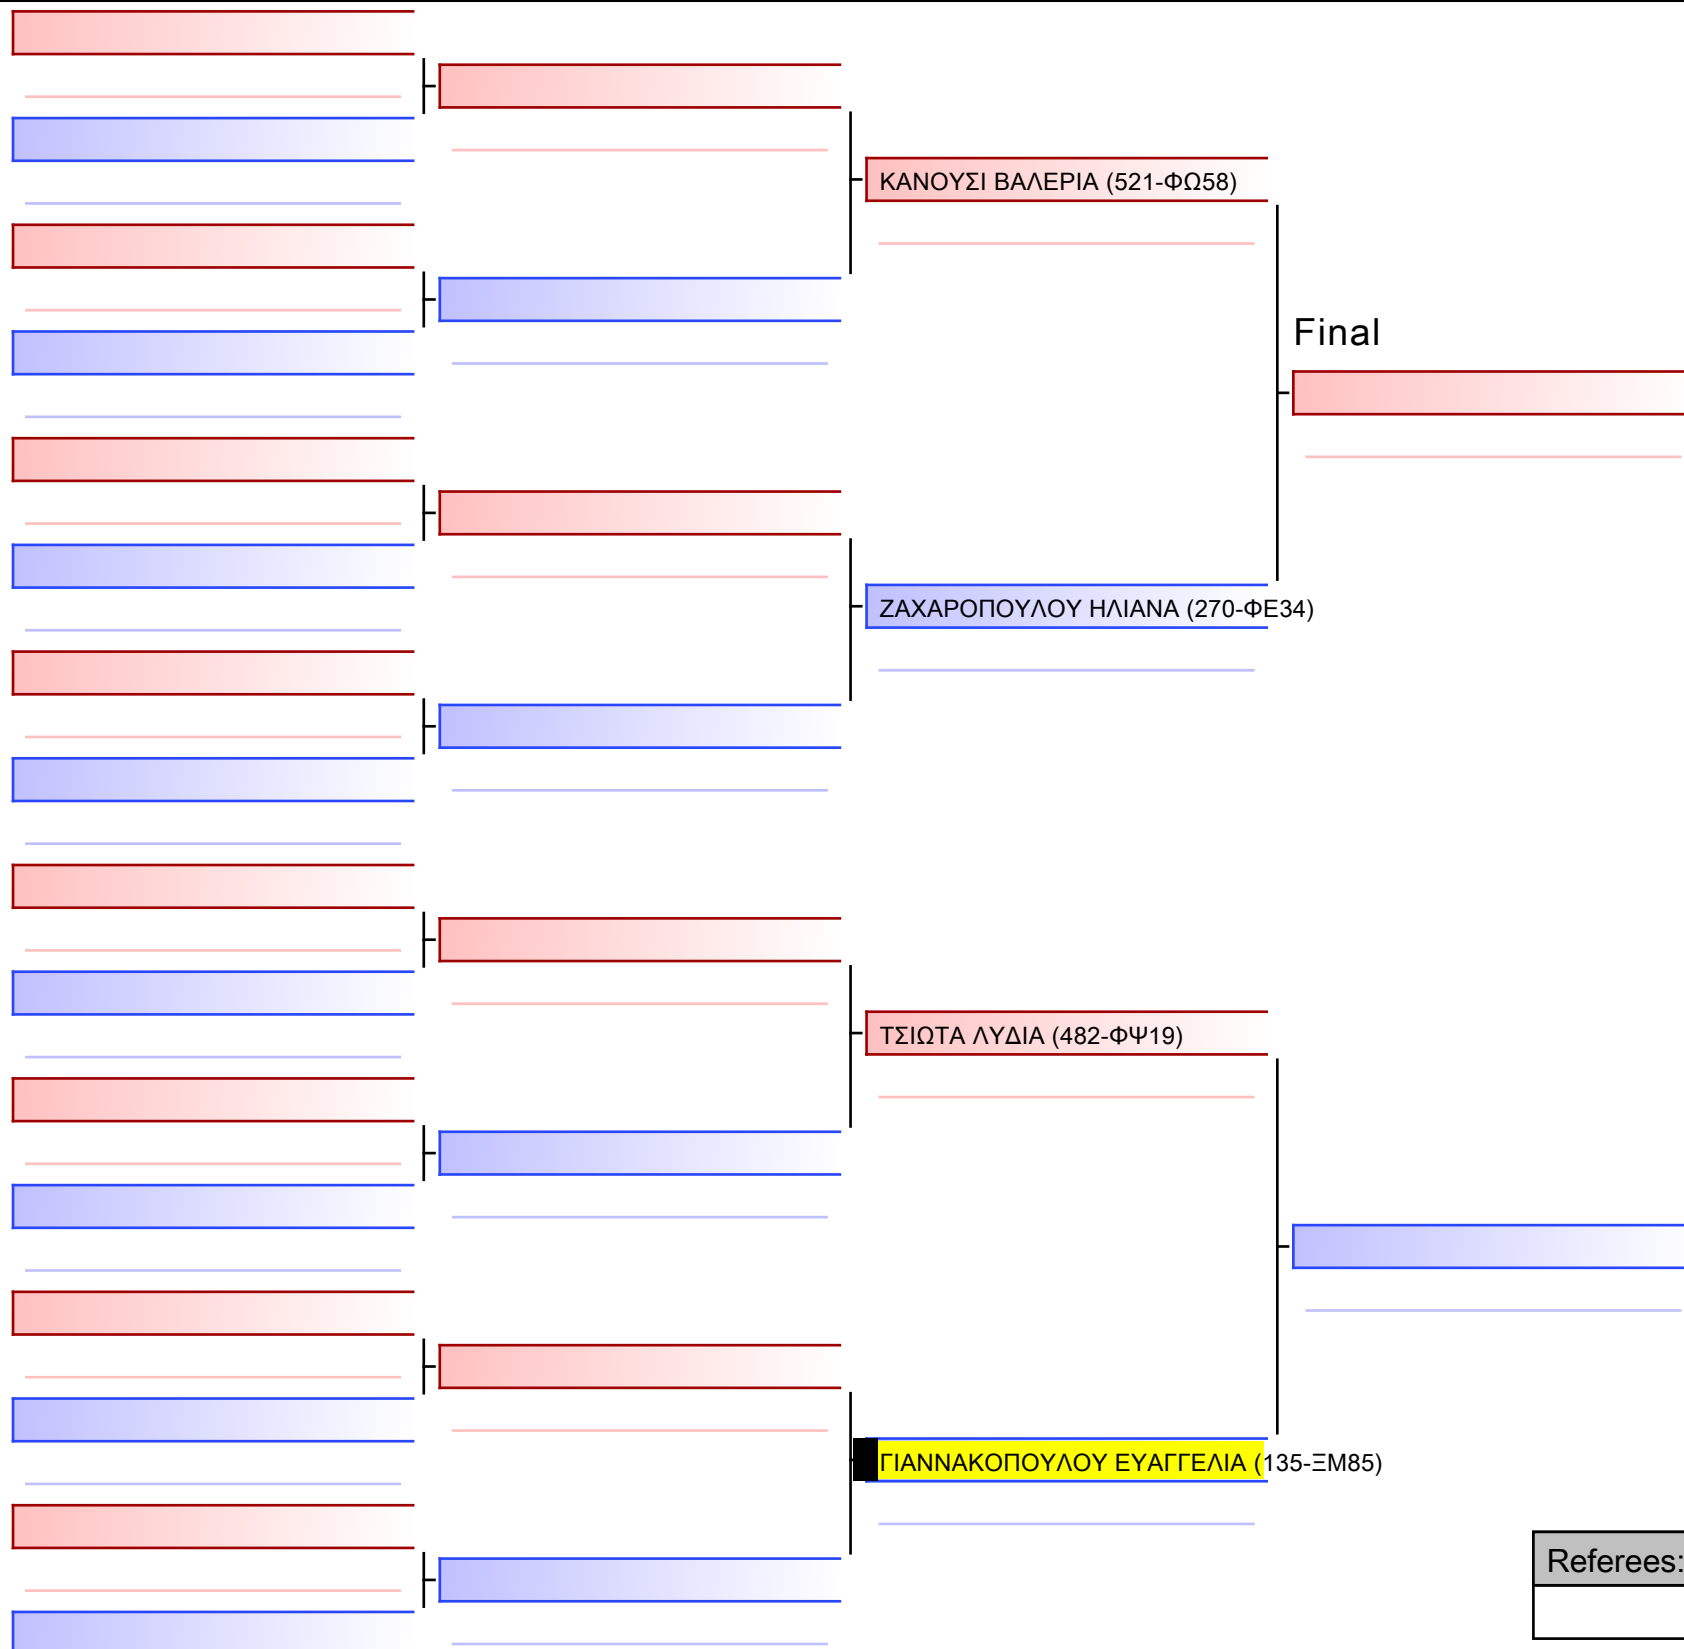 ΚΑΝΟΥΣΙ ΒΑΛΕΡΙΑ (521-ΦΩ58)
Final
ΖΑΧΑΡΟΠΟΥΛΟΥ ΗΛΙΑΝΑ (270-ΦΕ34)
ΤΣΙΩΤΑ ΛΥΔΙΑ (482-ΦΨ19)
ΓΙΑΝΝΑΚΟΠΟΥΛΟΥ ΕΥΑΓΓΕΛΙΑ (135-ΞΜ85)
Referees: